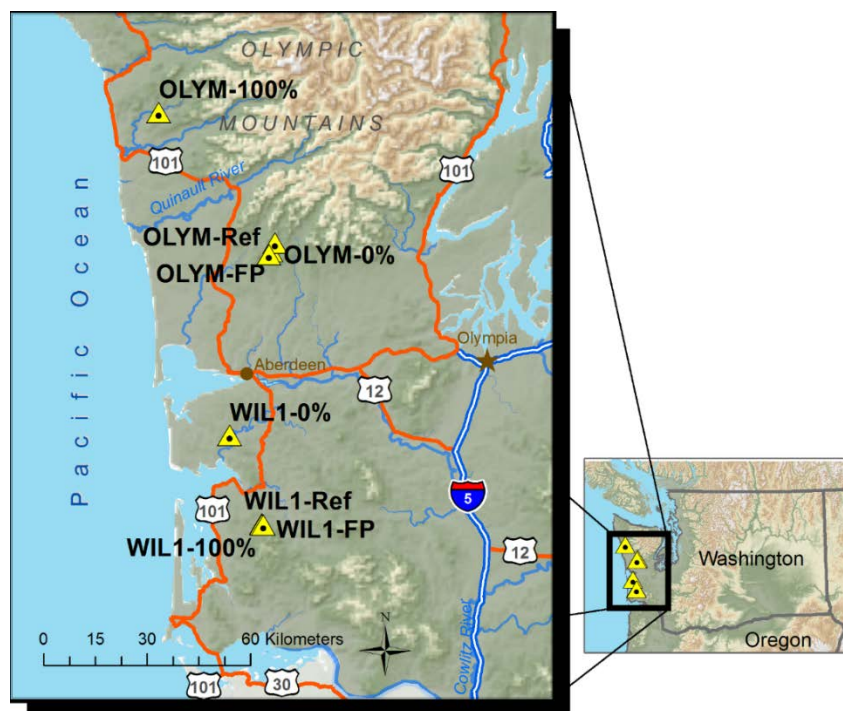 OLYMPIC
OLYM-100%
MOUNTAINS
101
101
Quinault River
OLYM-Ref
OLYM-0%
OLYM-FP
Pacific Ocean
Olympia
Aberdeen
12
WIL1-0%
5
WIL1-Ref
101
WIL1-FP
WIL1-100%
12
Washington
N
0 15 30 60 Kilometers
Oregon
Cowlitz River
101
30